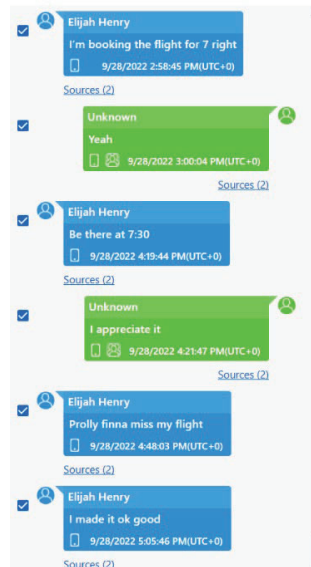 Elijah Henry
I'm booking the flight for 7 right
9/28/2022 2:58:45 PM(UTC+0)
Sources (2)
Unknown
Yeah
9/28/2022 3:00:04 PM(UTC+0)
Sources (2)
Elijah Henry
Be there at 7:30
9/28/2022 4:19:44 PM(UTC+0)
Sources (2)
Unknown
I appreciate it
9/28/2022 4:21:47 PM(UTC+0)
Sources (2)
Elijah Henry
Prolly finna miss my flight
9/28/2022 4:48:03 PM(UTC+0)
Sources (2)
Elijah Henry
I made it ok good
9/28/2022 5:05:46 PM(UTC+0)
Sources (2)